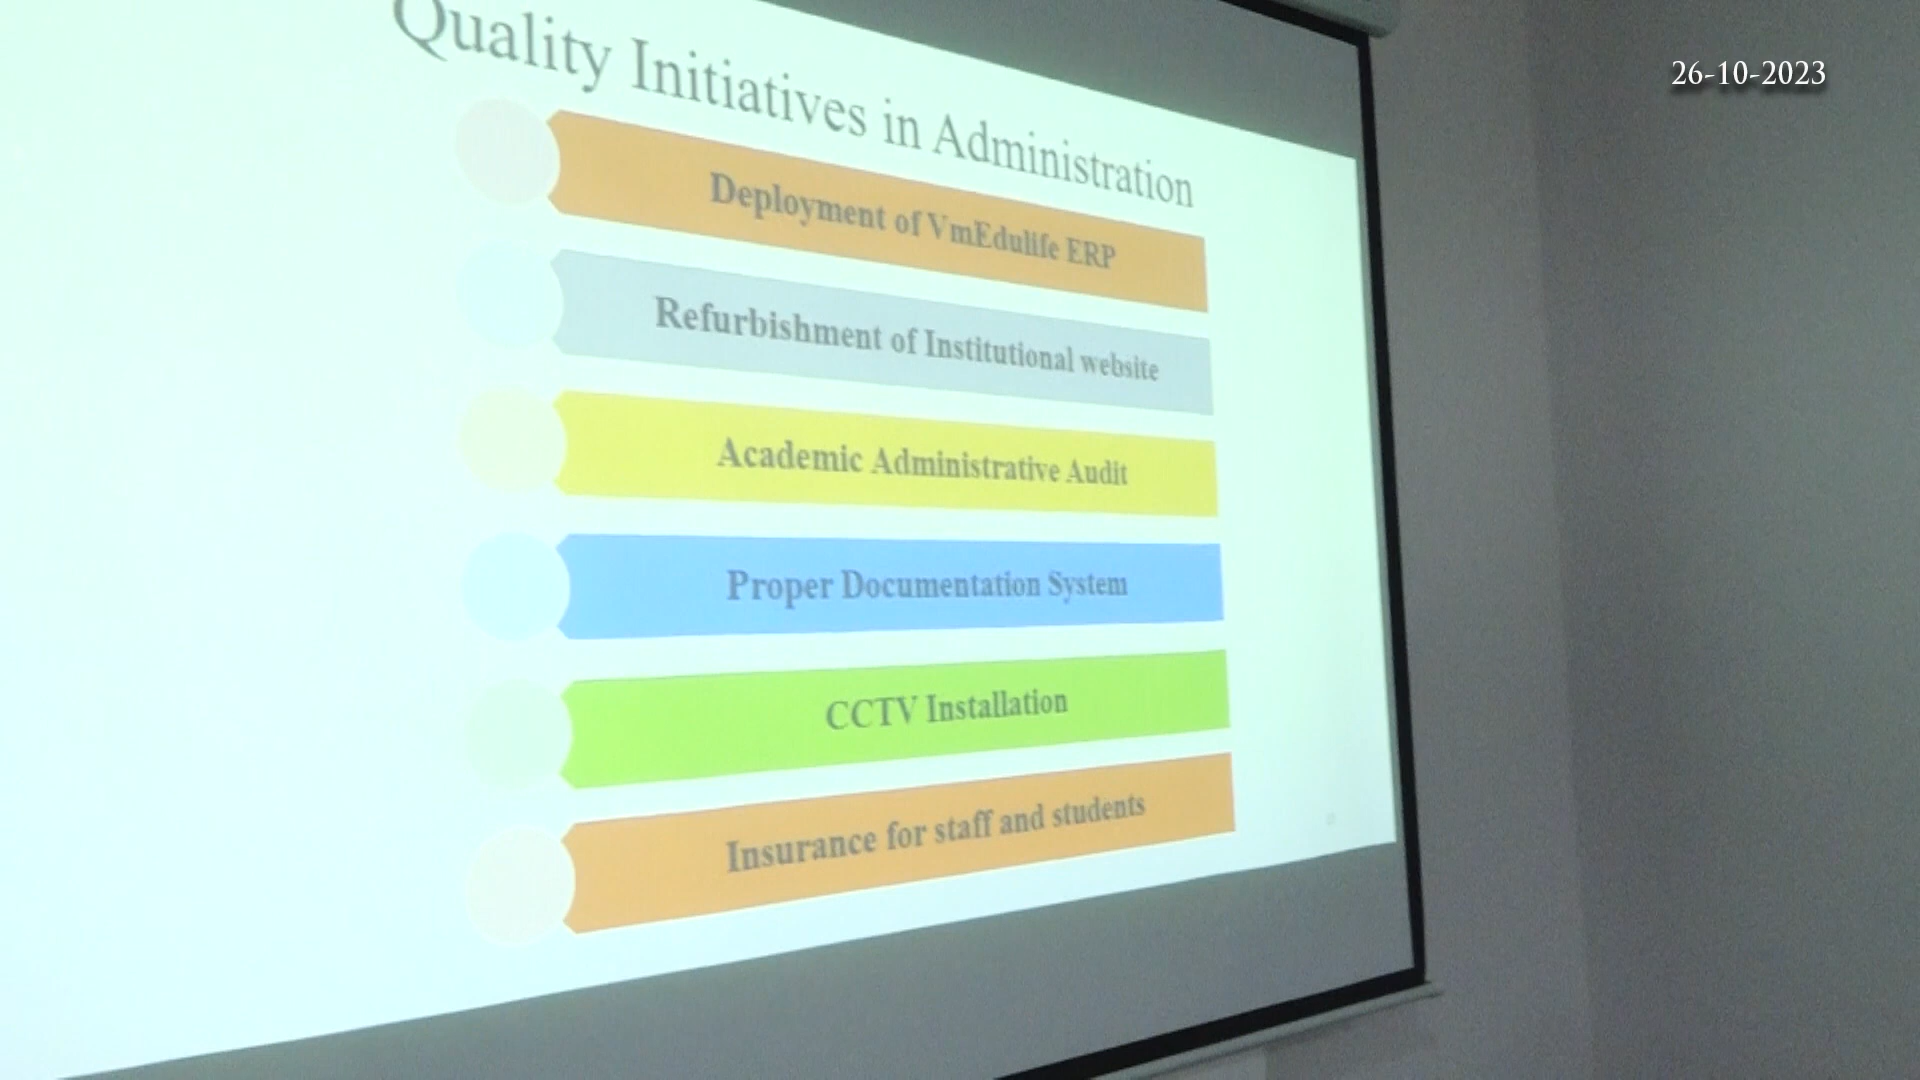 Quality Initiatives in Administration
26-10-2023
Deployment of VmEdulife ERP
Refurbishment of Institutional website
Academic Administrative Audit
Proper Documentation System
CCTV Installation
Insurance for staff and students